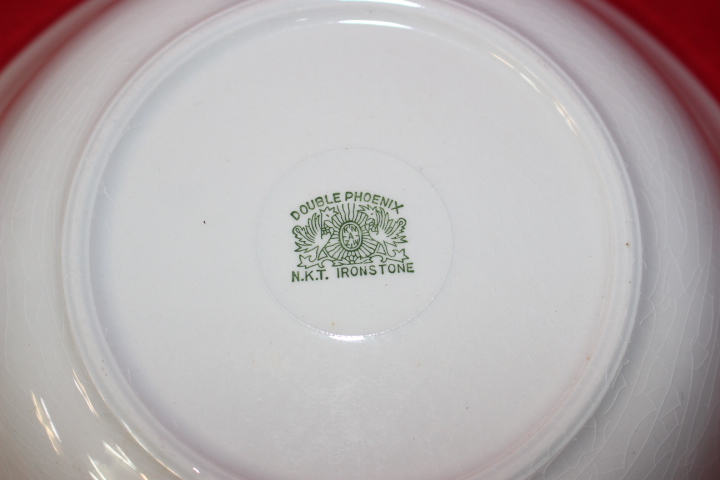 DOUBLE PHOENIX
N.K.T. IRONSTONE